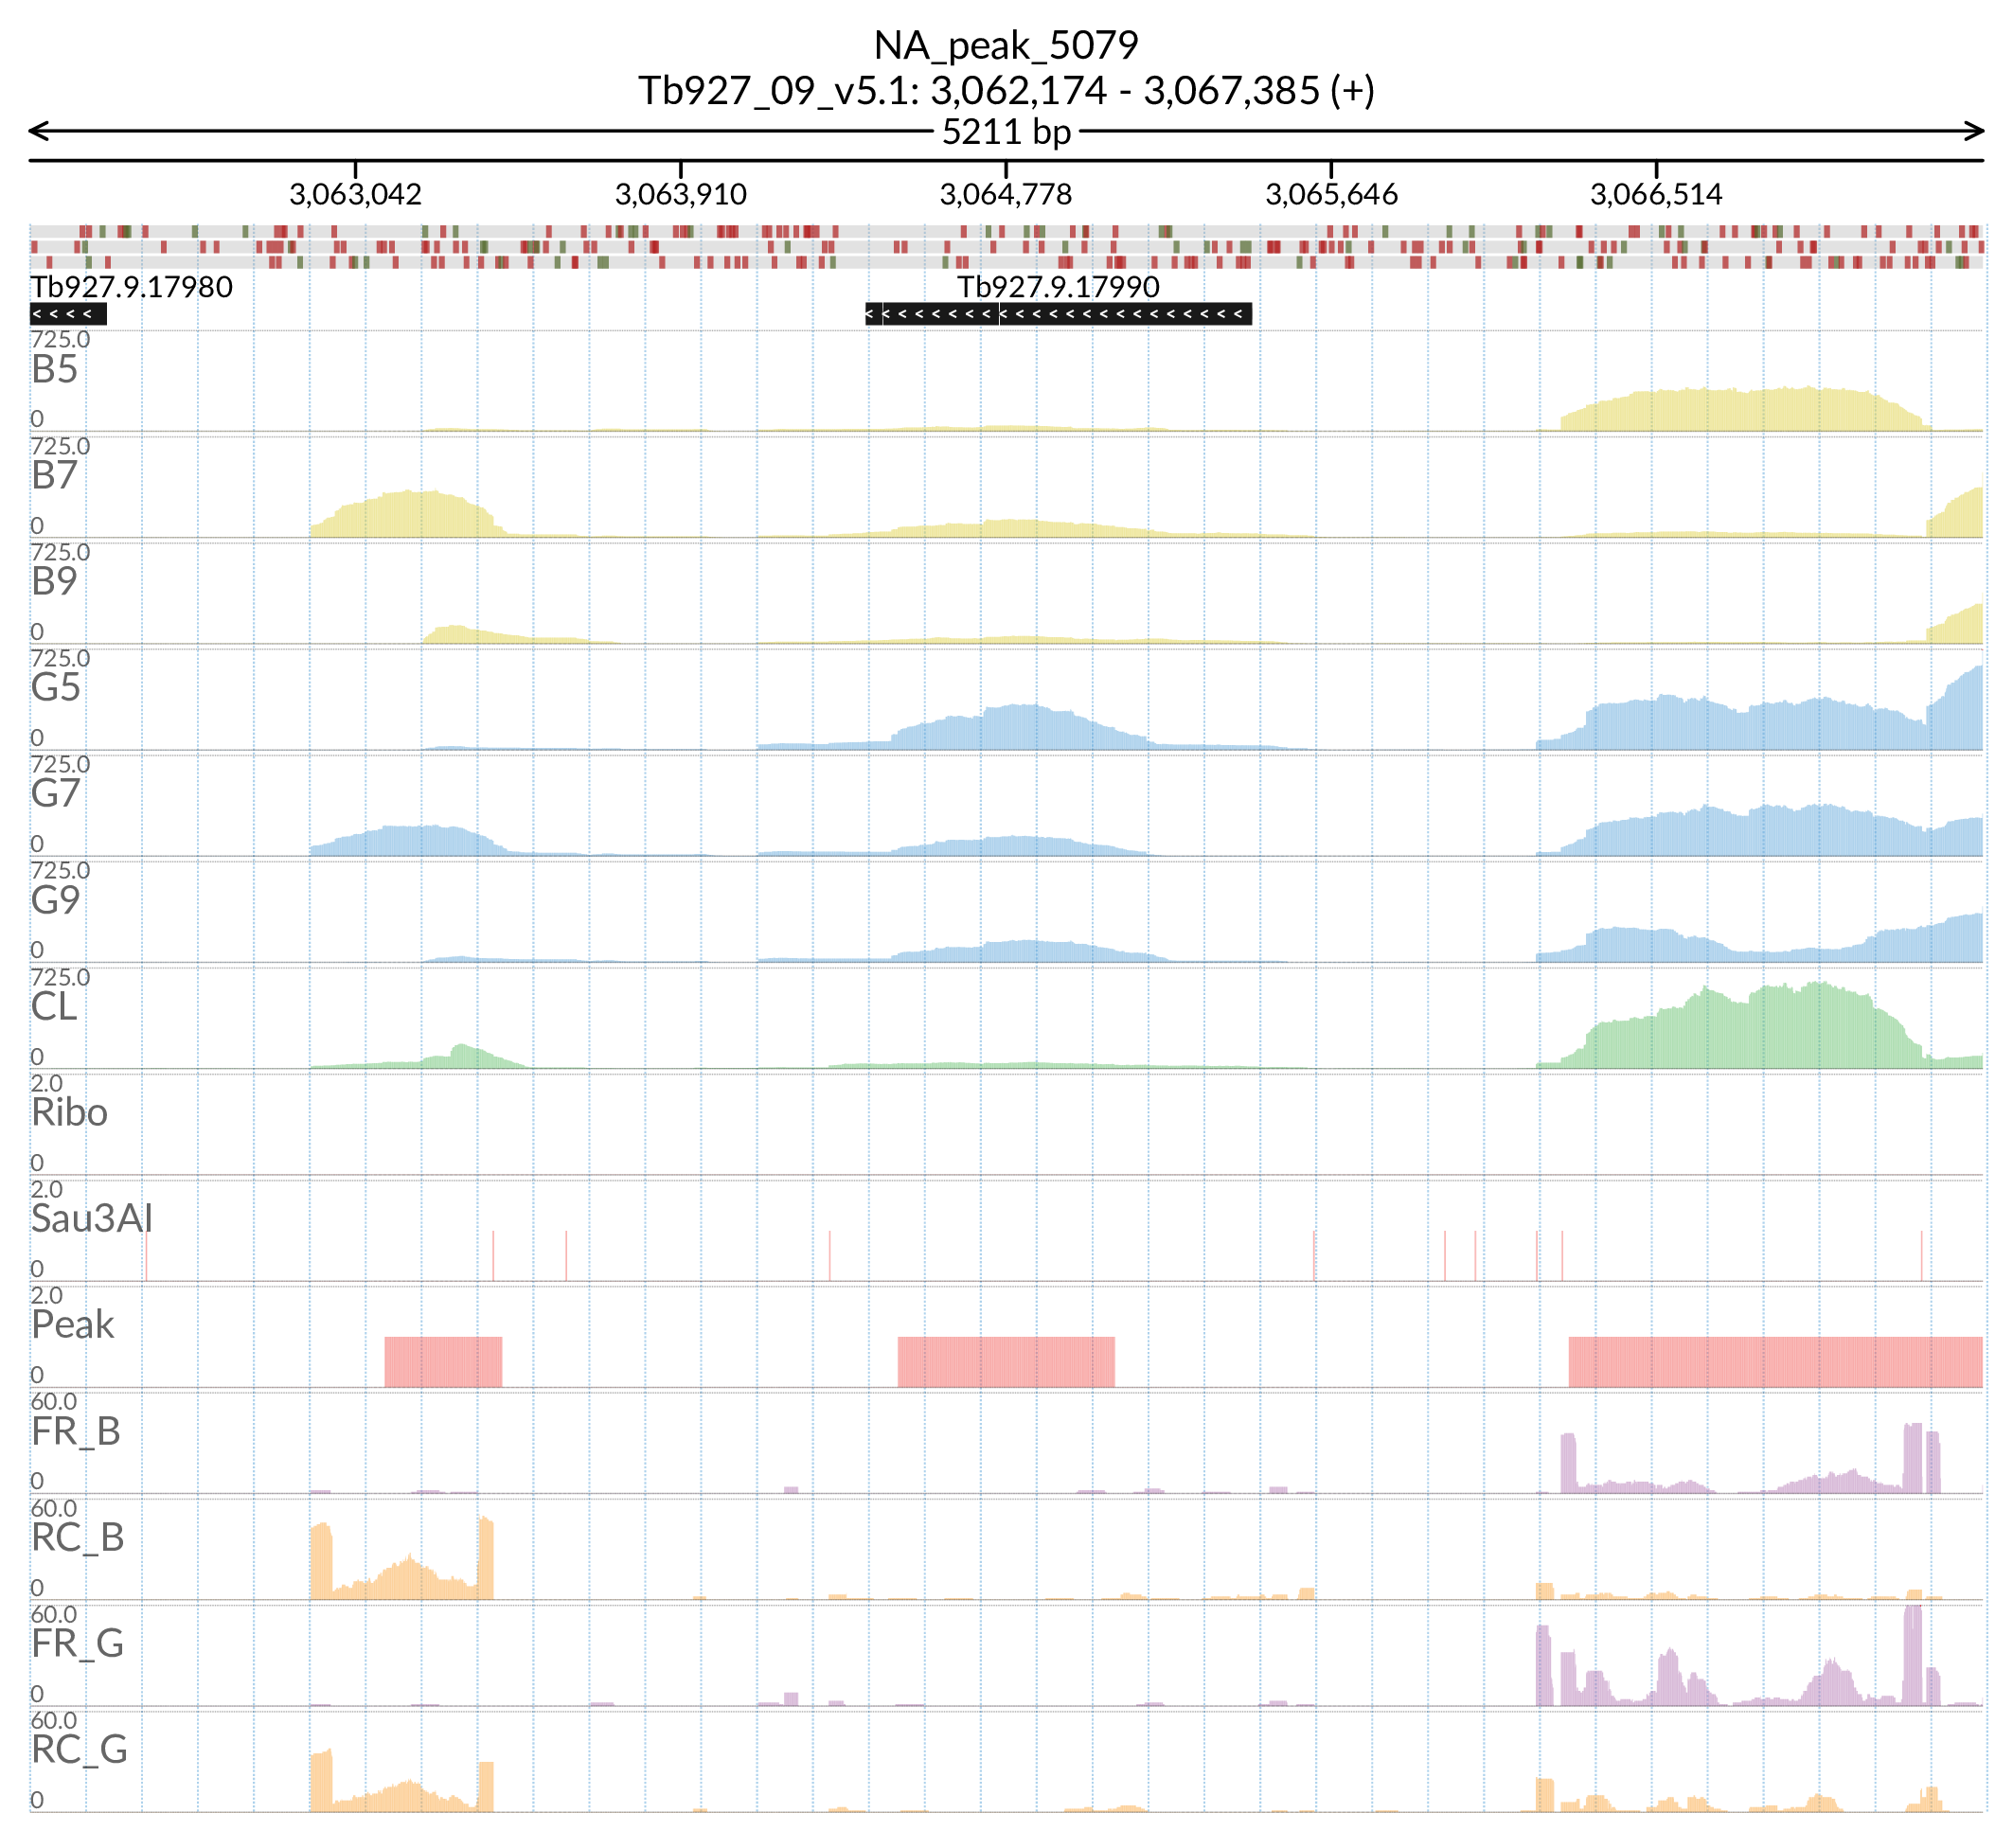 NA_peak_5079
Tb927_09_v5.1: 3,062,174 - 3,067,385 (+)
5211 bp
3,063,042 3,063,910 3,064,778 3,065,646 3,066,514
Tb927.9.17980 Tb927.9.17990
725.0
B5
0
725.0
B7
0
725.0
B9
0
725.0
G5
0
725.0
G7
0
725.0
G9
0
725.0
CL
0
2.0
Ribo
0
2.0
Sau3AI
0
2.0
Peak
0
60.0
FR_B
0
60.0
RC_B
0
60.0
FR_G
0
60.0
RC_G
0